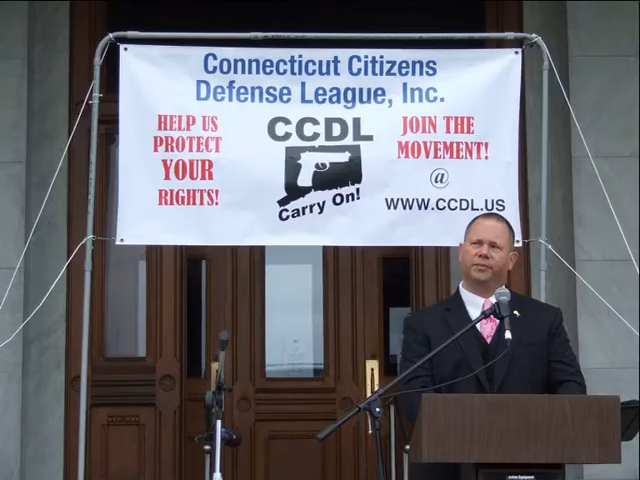 Connecticut Citizens
Defense League, Inc.
HELP US
PROTECT
YOUR
RIGHTS!
CCDL
Carry On!
JOIN THE
MOVEMENT!
@
WWW.CCDL.US